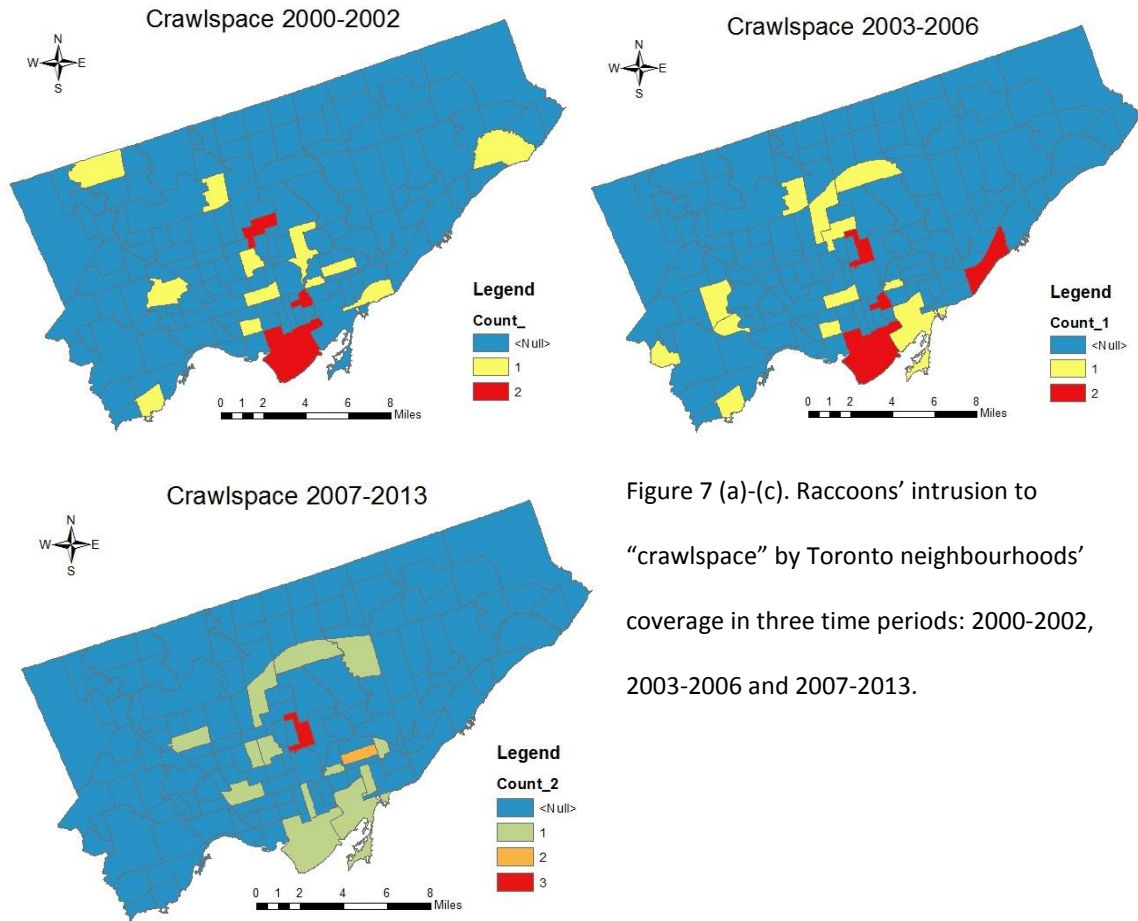 Crawlspace 2000-2002
N
W E
S
Legend
Count_
<Null>
1
2
0 1 2 4 6 8
Miles
Crawlspace 2003-2006
N
W E
S
Legend
Count_1
<Null>
1
2
0 1 2 4 6 8
Miles
Crawlspace 2007-2013
N
W E
S
Legend
Count_2
<Null>
1
2
3
0 1 2 4 6 8
Miles
Figure 7 (a)-(c). Raccoons’ intrusion to
“crawlspace” by Toronto neighbourhoods’
coverage in three time periods: 2000-2002,
2003-2006 and 2007-2013.